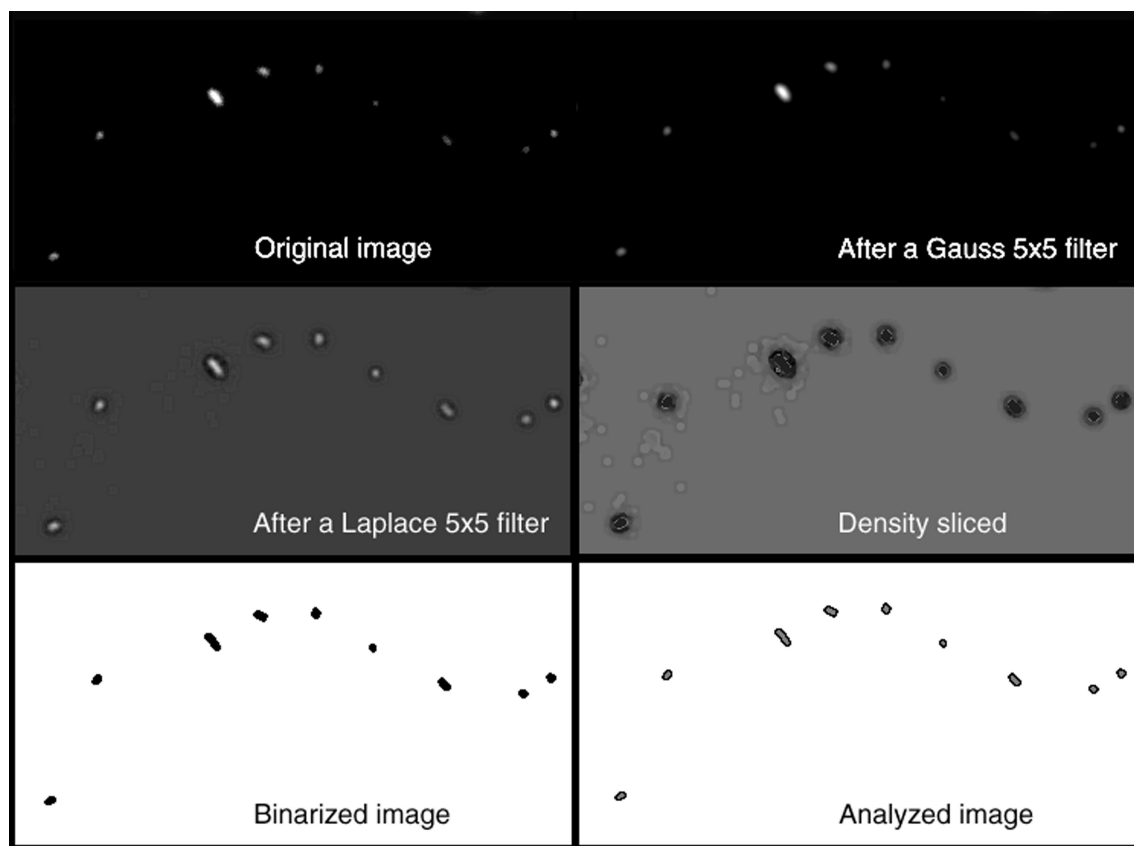 Original image
After a Gauss 5x5 filter
After a Laplace 5x5 filter
Density sliced
Binarized image
Analyzed image